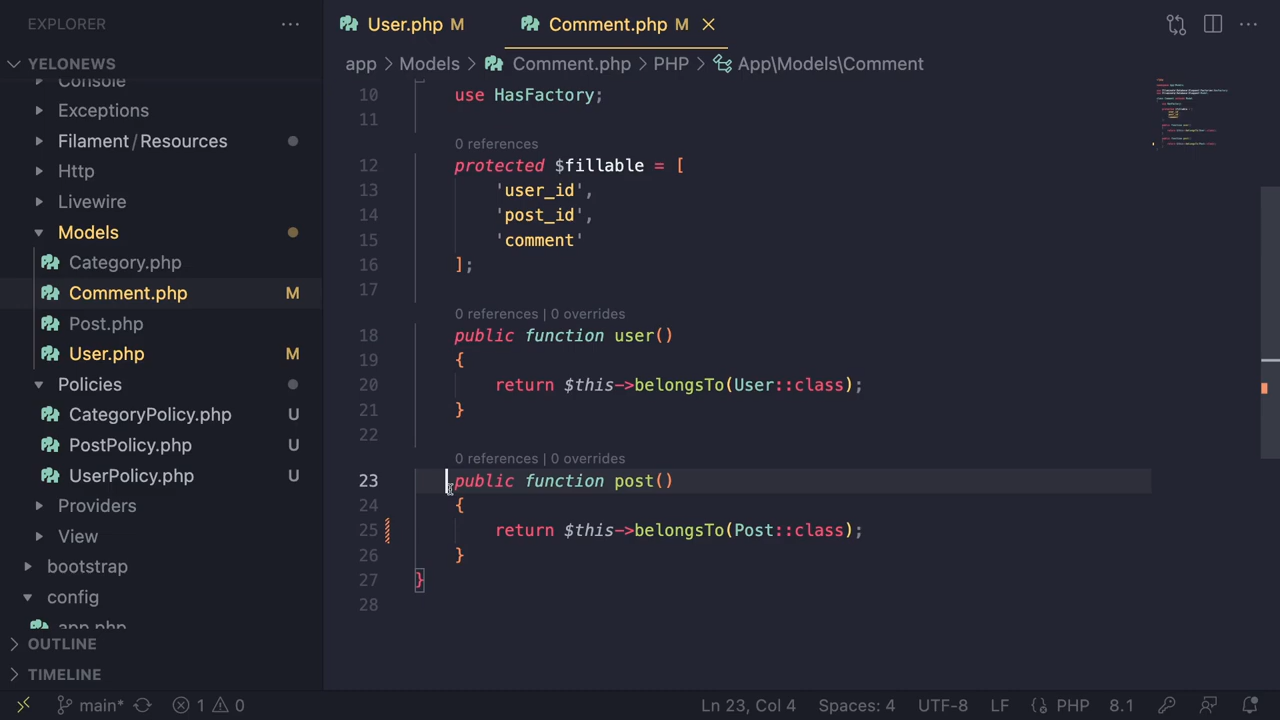 EXPLORER
YELONEWS
Console
Exceptions
Filament/Resources
Http
Livewire
Models
Category.php
Comment.php M
Post.php
User.php M
Policies
CategoryPolicy.php U
PostPolicy.php U
UserPolicy.php U
Providers
View
bootstrap
config
app.php
OUTLINE
TIMELINE
User.php M
Comment.php M
app > Models > Comment.php > PHP > App\Models\Comment
10 use HasFactory;
11
0 references
12 protected $fillable = [
13 'user_id',
14 'post_id',
15 'comment'
16 ];
17
0 references | 0 overrides
18 public function user()
19 {
20 return $this->belongsTo(User::class);
21 }
22
0 references | 0 overrides
23 public function post()
24 {
25 return $this->belongsTo(Post::class);
26 }
27 }
28
main* 1 0 Ln 23, Col 4 Spaces: 4 UTF-8 LF {} PHP 8.1